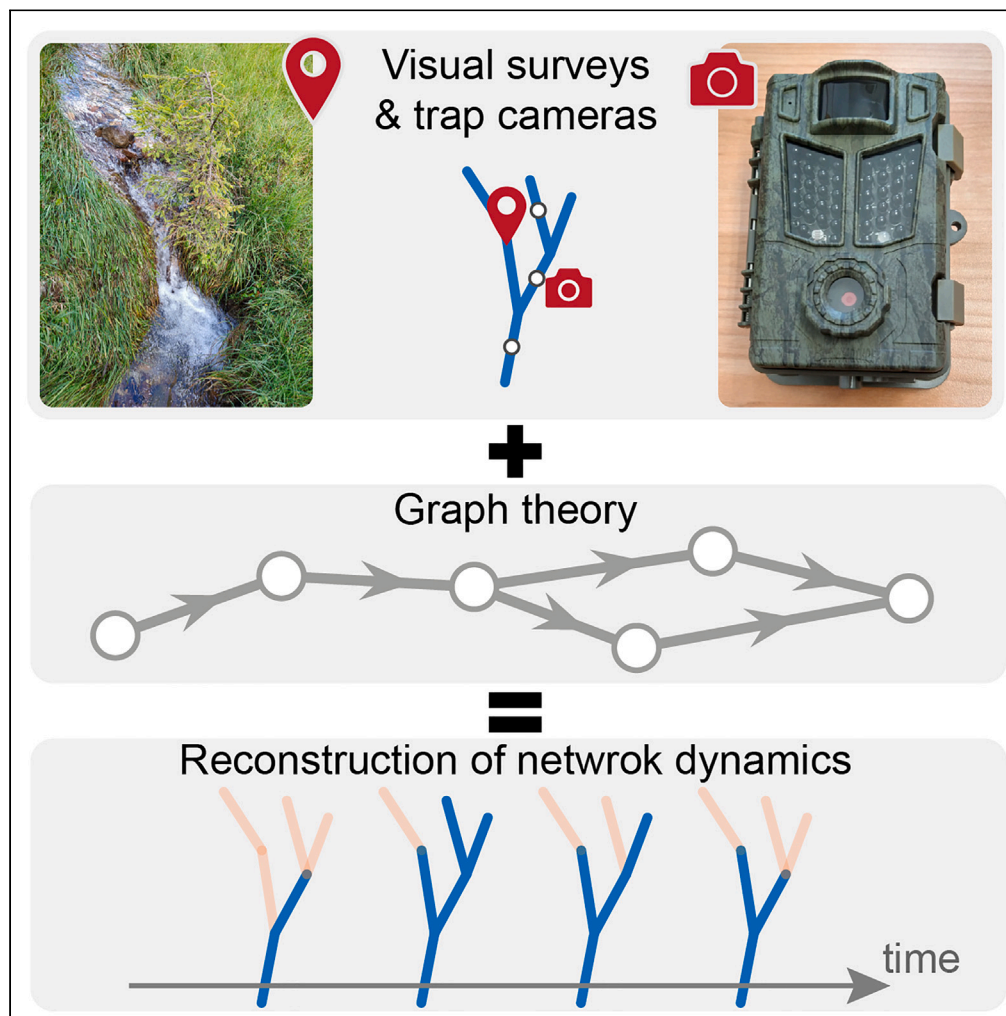 Visual surveys
& trap cameras
+
Graph theory
=
Reconstruction of netwrok dynamics
time